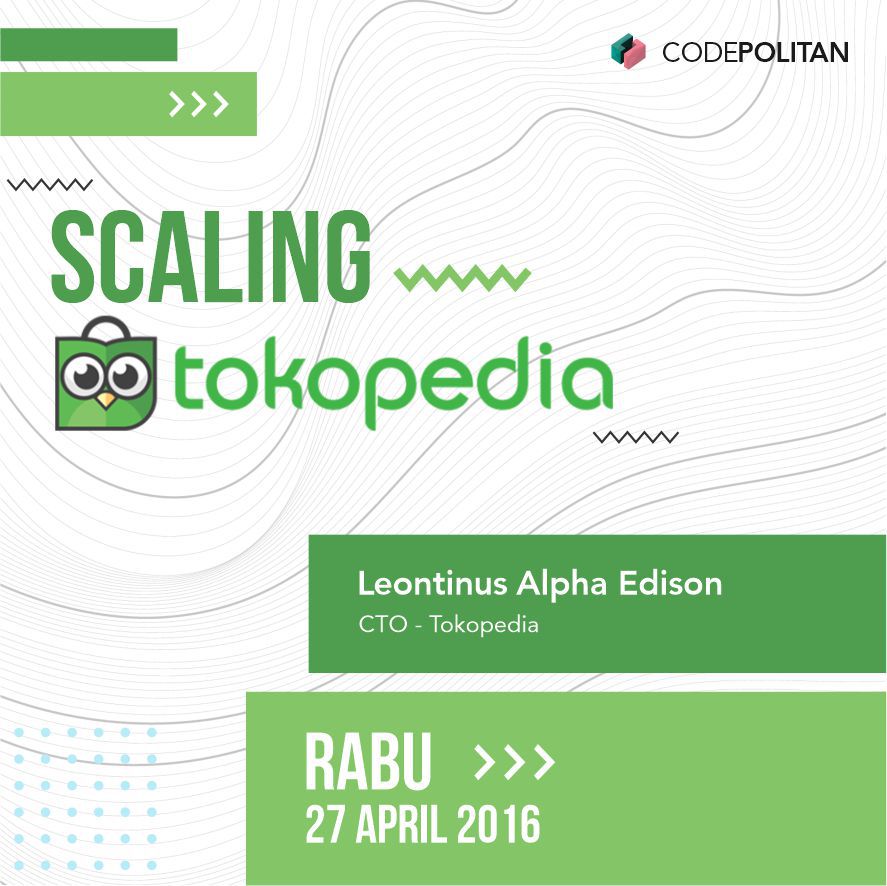 CODEPOLITAN
SCALING
tokopedia
Leontinus Alpha Edison
CTO - Tokopedia
RABU
27 APRIL 2016